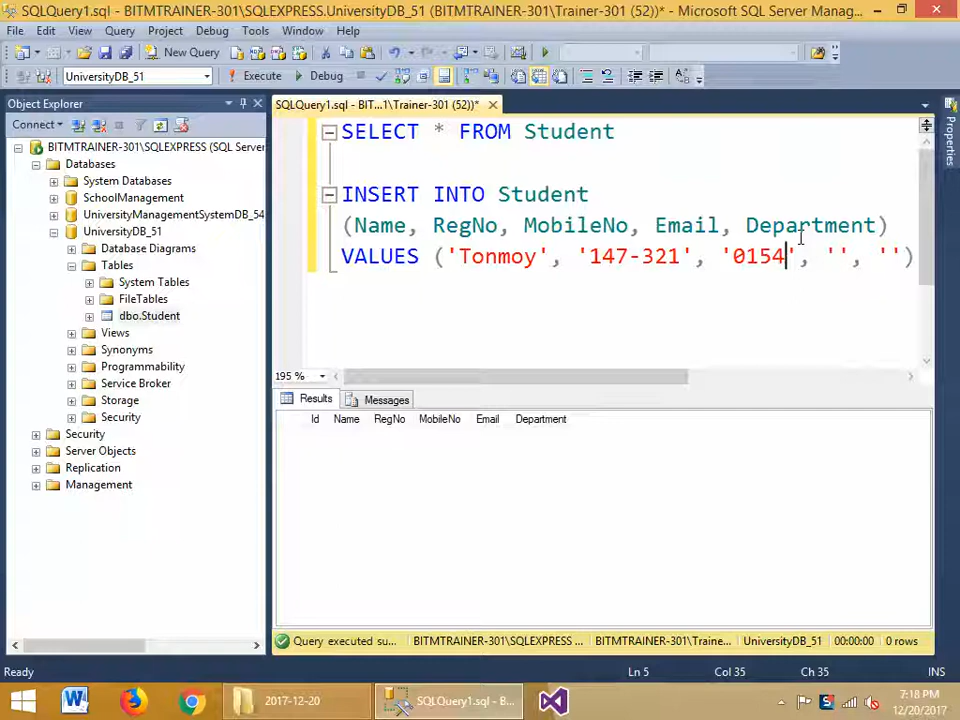 SQLQuery1.sql - BITMTRAINER-301\SQLEXPRESS.UniversityDB_51 (BITMTRAINER-301\Trainer-301 (52))* - Microsoft SQL Server Manag...
File Edit View Query Project Debug Tools Window Help
New Query
UniversityDB_51 Execute Debug
Object Explorer
SQLQuery1.sql - BIT...1\Trainer-301 (52))*
Connect
BITMTRAINER-301\SQLEXPRESS (SQL Server
Databases
System Databases
SchoolManagement
UniversityManagementSystemDB_54
UniversityDB_51
Database Diagrams
Tables
System Tables
FileTables
dbo.Student
Views
Synonyms
Programmability
Service Broker
Storage
Security
Security
Server Objects
Replication
Management
SELECT * FROM Student
INSERT INTO Student
(Name, RegNo, MobileNo, Email, Department)
VALUES ('Tonmoy', '147-321', '0154', '', '')
195 %
Properties
Results Messages
Id Name RegNo MobileNo Email Department
Query executed su... BITMTRAINER-301\SQLEXPRESS ... BITMTRAINER-301\Traine... UniversityDB_51 00:00:00 0 rows
Ready Ln 5 Col 35 Ch 35 INS
2017-12-20 SQLQuery1.sql - B...
7:18 PM
12/20/2017